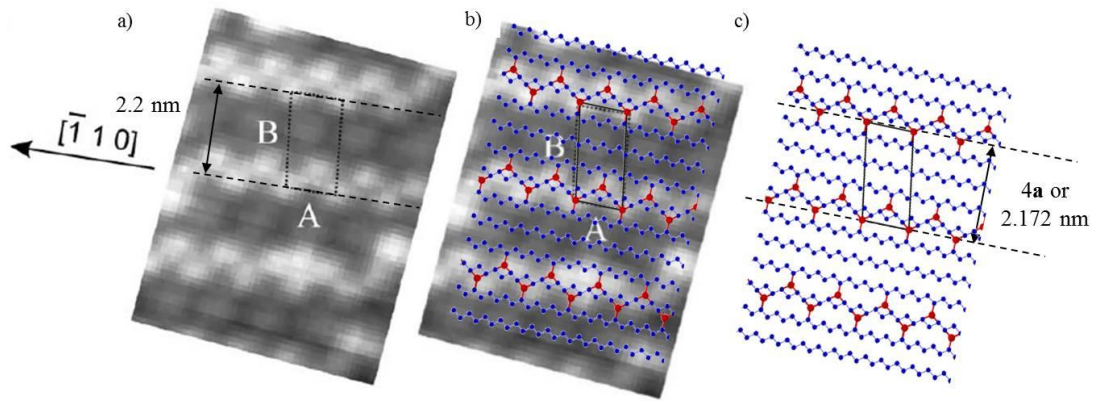 a)
b)
c)
2.2 nm
[1̅ 1 0]
B
A
B
A
4a or
2.172 nm